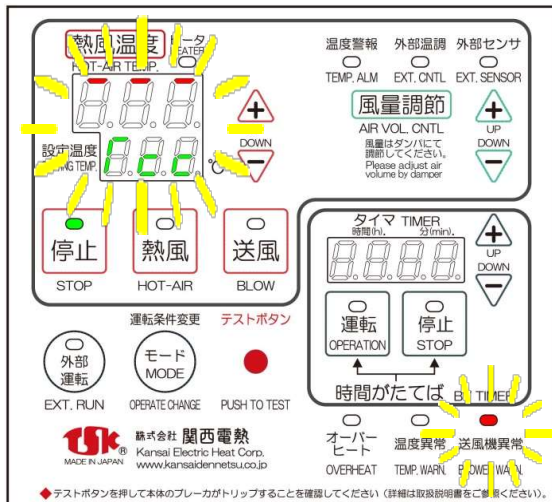 熱風温度 ヒータ HEATER
HOT-AIR TEMP.
温度警報 外部温調 外部センサ
TEMP. ALM EXT. CNTL EXT. SENSOR
風量調節
AIR VOL. CNTL
風量はダンパにて
調節してください。
Please adjust air
volume by damper
+
DOWN
−
+
UP
DOWN
−
設定温度
TEMP. ℃
停止 熱風 送風
STOP HOT-AIR BLOW
タイマ TIMER
時間(h). 分(min).
+
UP
DOWN
−
運転 OPERATION
停止 STOP
時間がたてば BY TIMER
運転条件変更 テストボタン
外部運転 モード MODE
EXT. RUN OPERATE CHANGE PUSH TO TEST
オーバーヒート 温度異常 送風機異常
OVERHEAT TEMP. WARN. BLOWER WARN.
TSK ®
MADE IN JAPAN
株式会社 関西電熱
Kansai Electric Heat Corp.
www.kansaidennetsu.co.jp
◆テストボタンを押して本体のブレーカがトリップすることを確認してください(詳細は取扱説明書をご参照ください)